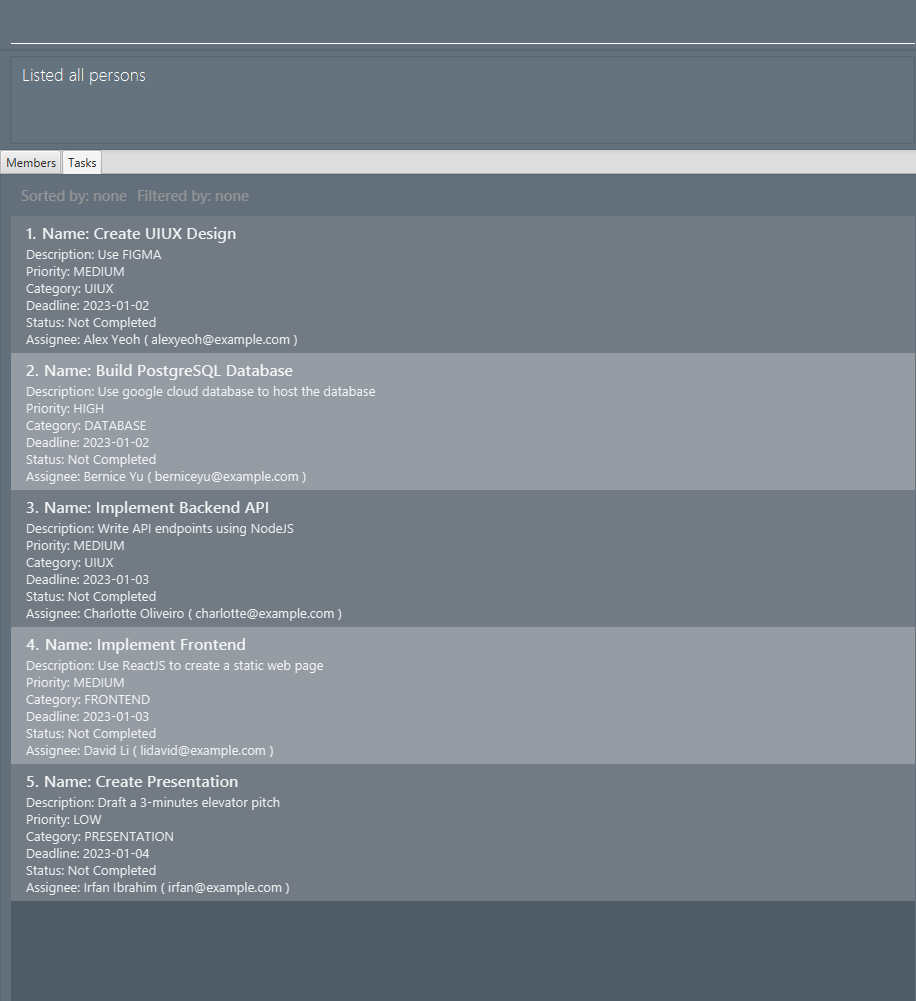 Listed all persons
Members Tasks
Sorted by: none Filtered by: none
1. Name: Create UIUX Design
Description: Use FIGMA
Priority: MEDIUM
Category: UIUX
Deadline: 2023-01-02
Status: Not Completed
Assignee: Alex Yeoh ( alexyeoh@example.com )
2. Name: Build PostgreSQL Database
Description: Use google cloud database to host the database
Priority: HIGH
Category: DATABASE
Deadline: 2023-01-02
Status: Not Completed
Assignee: Bernice Yu ( berniceyu@example.com )
3. Name: Implement Backend API
Description: Write API endpoints using NodeJS
Priority: MEDIUM
Category: UIUX
Deadline: 2023-01-03
Status: Not Completed
Assignee: Charlotte Oliveiro ( charlotte@example.com )
4. Name: Implement Frontend
Description: Use ReactJS to create a static web page
Priority: MEDIUM
Category: FRONTEND
Deadline: 2023-01-03
Status: Not Completed
Assignee: David Li ( lidavid@example.com )
5. Name: Create Presentation
Description: Draft a 3-minutes elevator pitch
Priority: LOW
Category: PRESENTATION
Deadline: 2023-01-04
Status: Not Completed
Assignee: Irfan Ibrahim ( irfan@example.com )